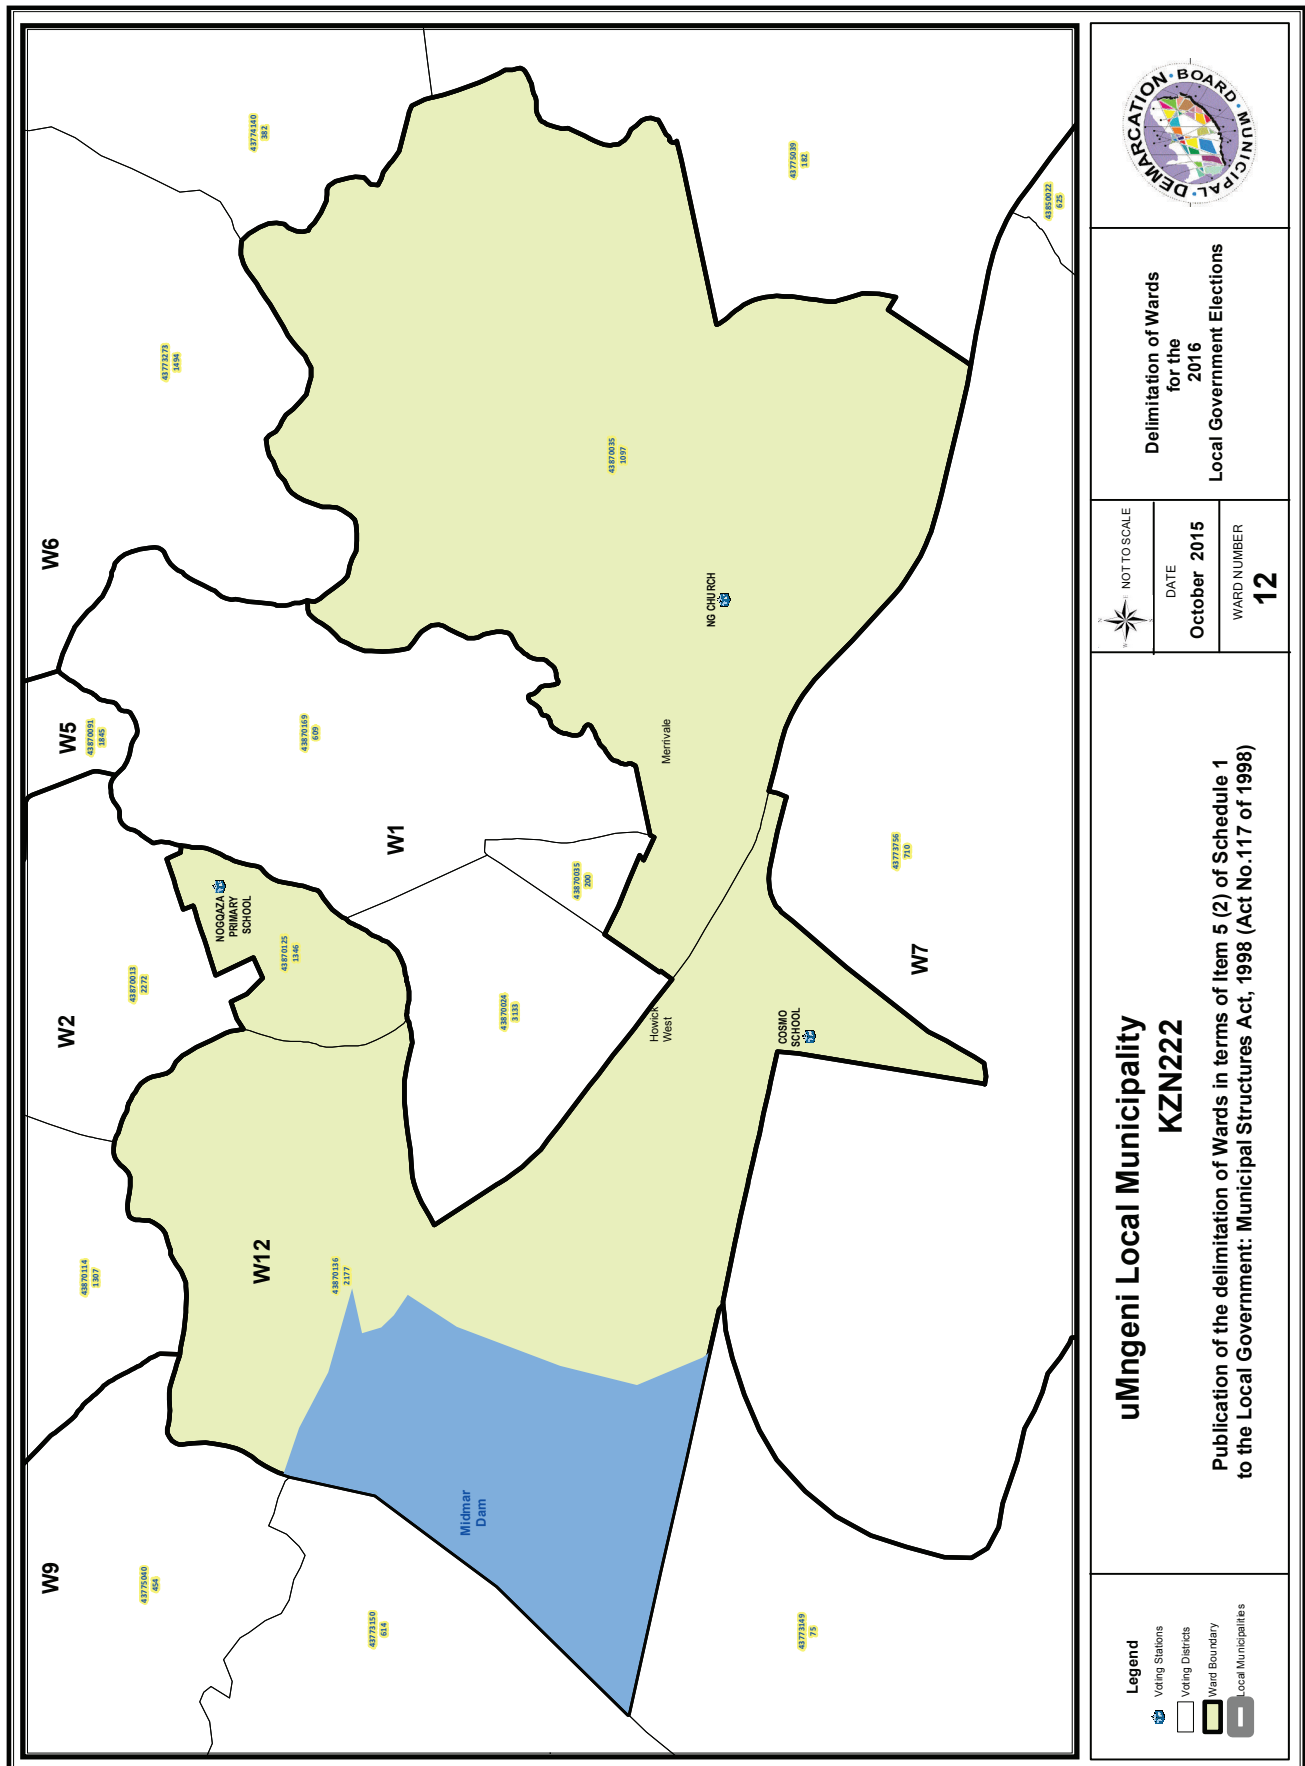 W9
W2
W5
W6
43775040
454
43870114
1307
43870013
2272
43870091
1845
43773273
1494
43774140
382
W12
NOGQAZA
PRIMARY
SCHOOL
43870125
1346
43870136
2177
43870169
609
W1
43773150
614
Midmar
Dam
43870024
3133
43870035
200
43870035
1097
Howick
West
Merrivale
NG CHURCH
COSMO
SCHOOL
43775039
182
43773149
75
W7
43773756
710
43850022
625
Legend
Voting Stations
Voting Districts
Ward Boundary
Local Municipalities
uMngeni Local Municipality
KZN222
Publication of the delimitation of Wards in terms of Item 5 (2) of Schedule 1
to the Local Government: Municipal Structures Act, 1998 (Act No.117 of 1998)
NOT TO SCALE
DATE
October 2015
WARD NUMBER
12
Delimitation of Wards
for the
2016
Local Government Elections
MUNICIPAL · DEMARCATION · BOARD ·